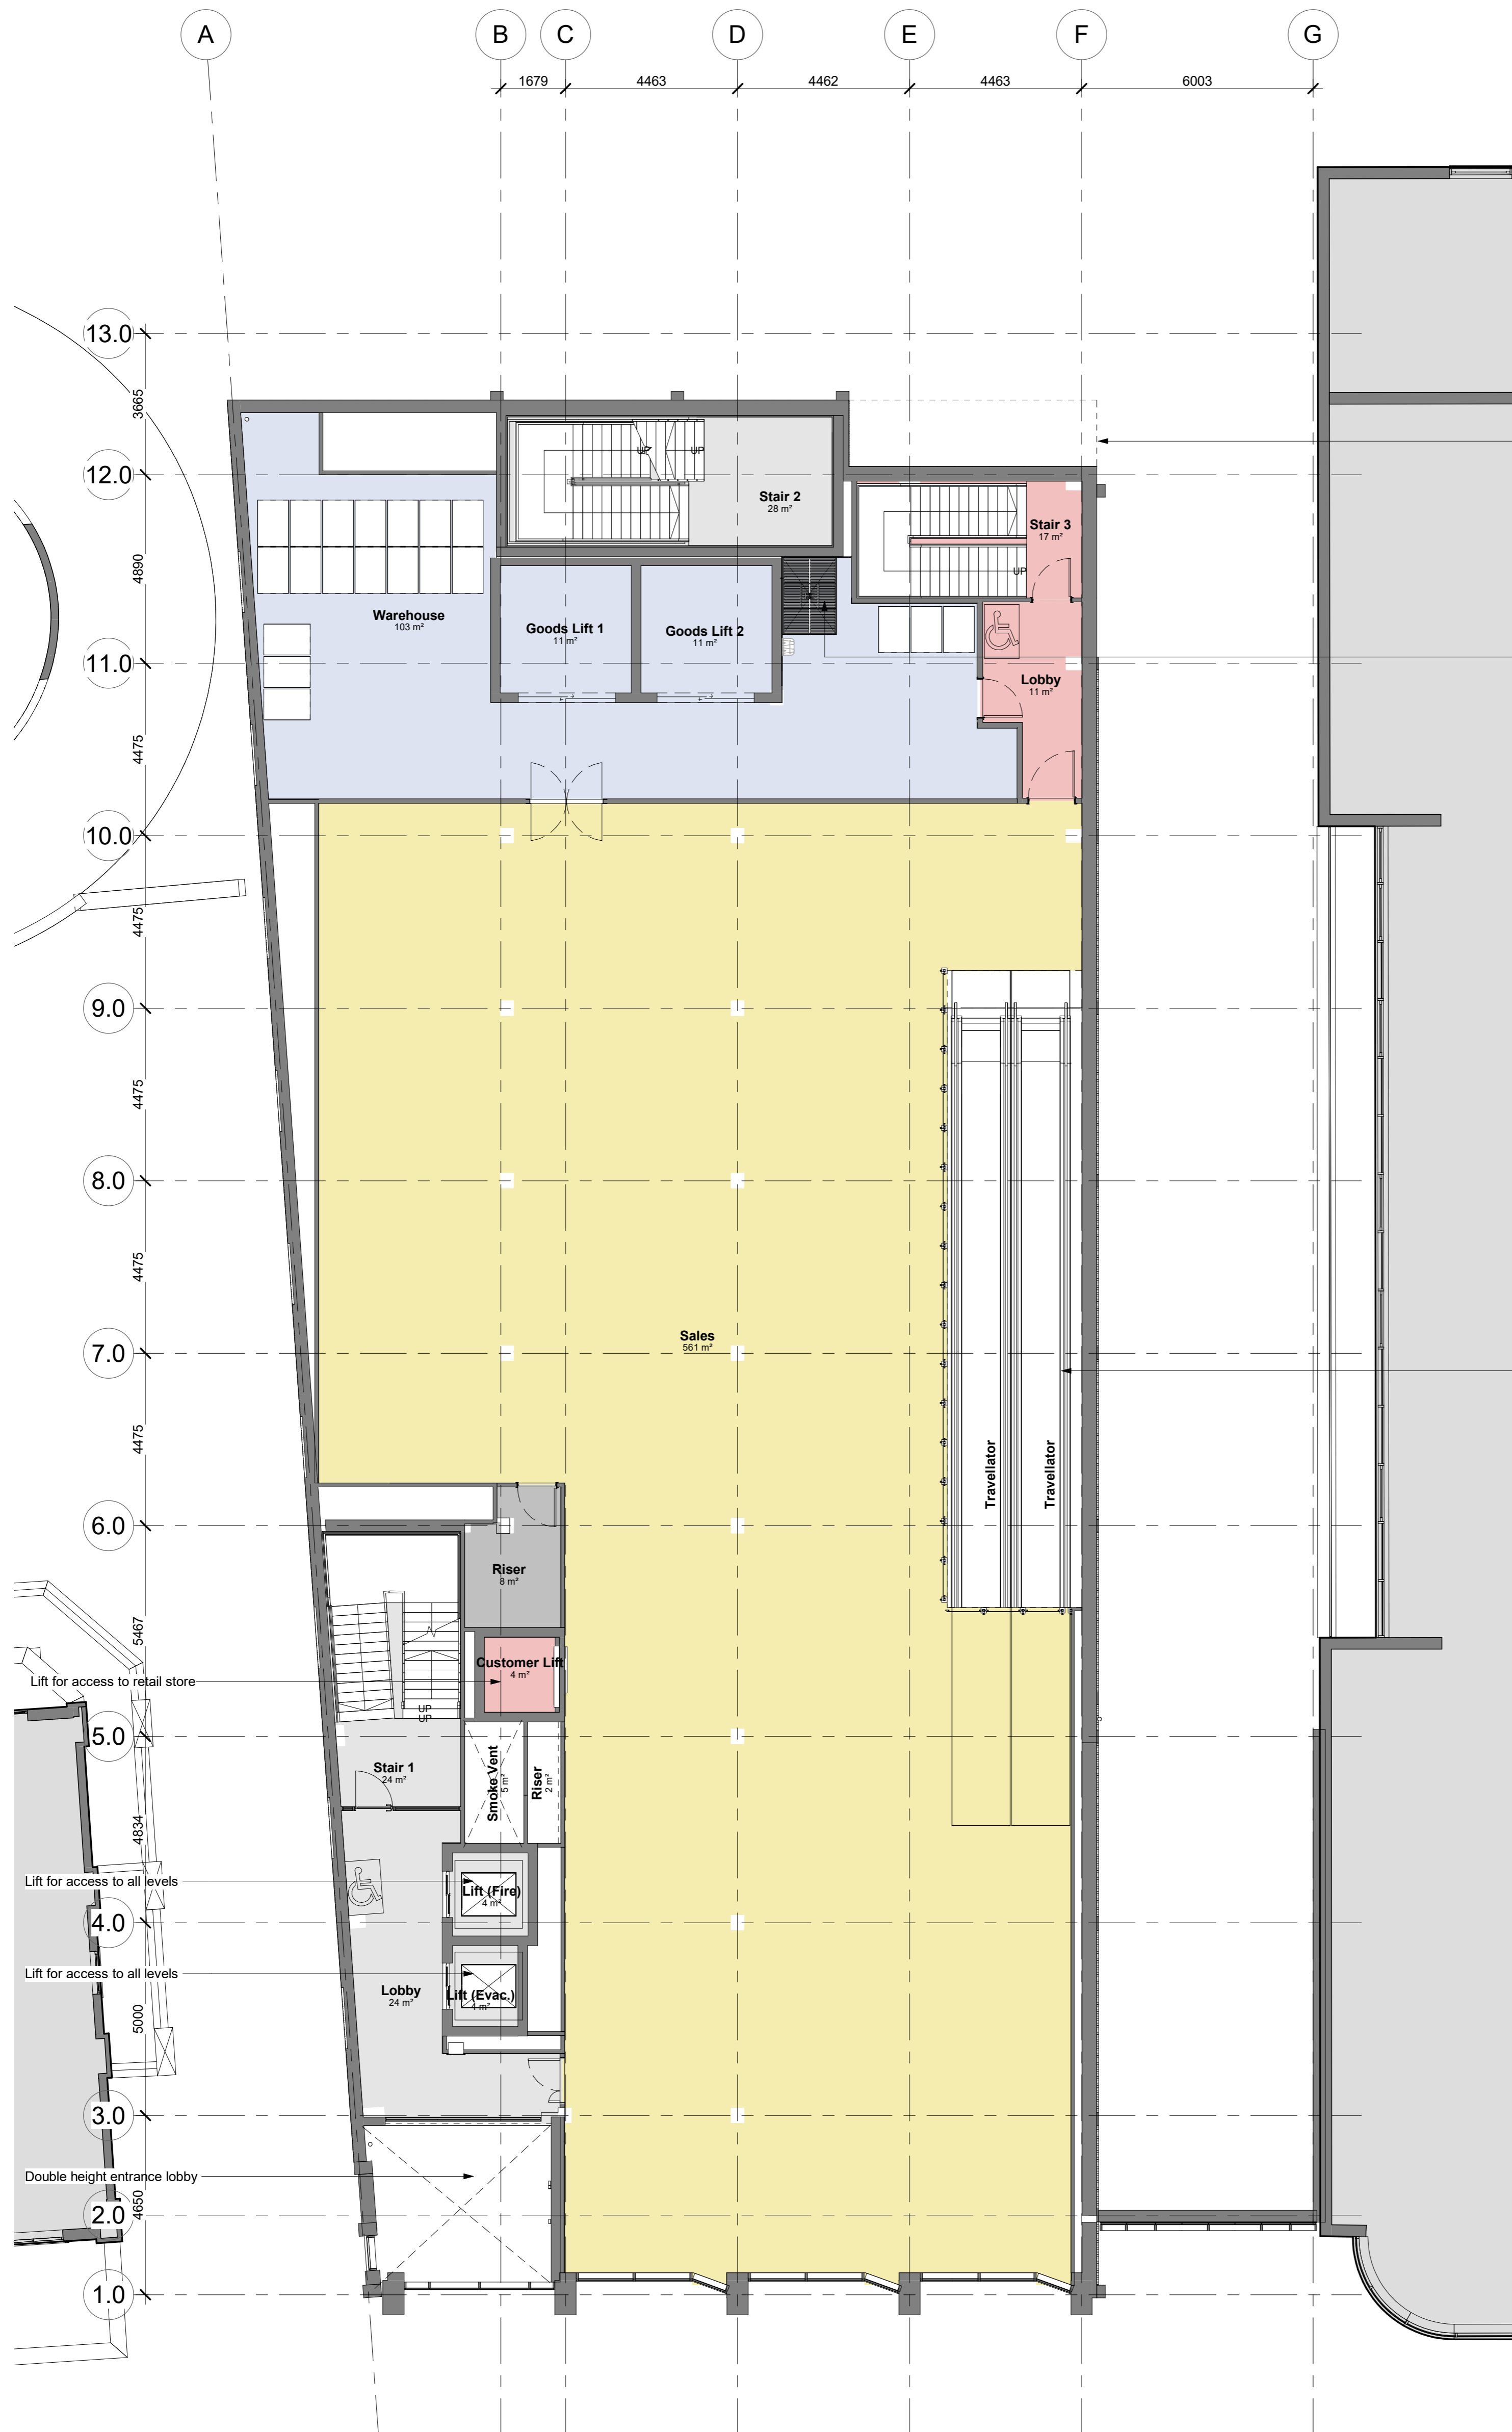 A
B
C
D
E
F
G
1679
4463
4462
4463
6003
13.0
3665
12.0
UP
UP
Stair 2
28 m²
Stair 3
17 m²
4890
UP
Warehouse
103 m²
Goods Lift 1
11 m²
Goods Lift 2
11 m²
11.0
Lobby
11 m²
4475
10.0
4475
9.0
4475
8.0
4475
Sales
561 m²
7.0
4475
Travellator
Travellator
6.0
Riser
8 m²
5467
Customer Lift
4 m²
Lift for access to retail store
UP
UP
5.0
Stair 1
24 m²
Smoke Vent
5 m²
Riser
2 m²
4834
Lift for access to all levels
Lift (Fire)
4 m²
4.0
Lift for access to all levels
Lobby
24 m²
Lift (Evac.)
4 m²
5000
3.0
Double height entrance lobby
4650
2.0
1.0